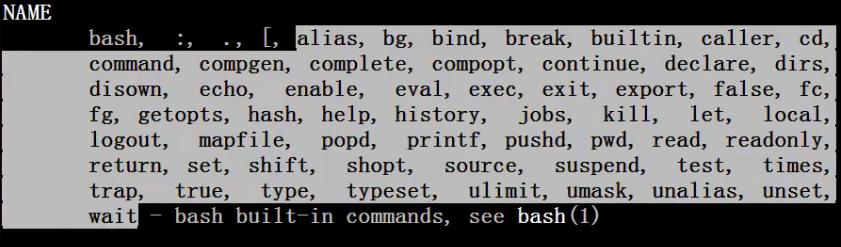 NAME
bash, :, ., [, alias, bg, bind, break, builtin, caller, cd,
command, compgen, complete, compopt, continue, declare, dirs,
disown, echo, enable, eval, exec, exit, export, false, fc,
fg, getopts, hash, help, history, jobs, kill, let, local,
logout, mapfile, popd, printf, pushd, pwd, read, readonly,
return, set, shift, shopt, source, suspend, test, times,
trap, true, type, typeset, ulimit, umask, unalias, unset,
wait - bash built-in commands, see bash(1)